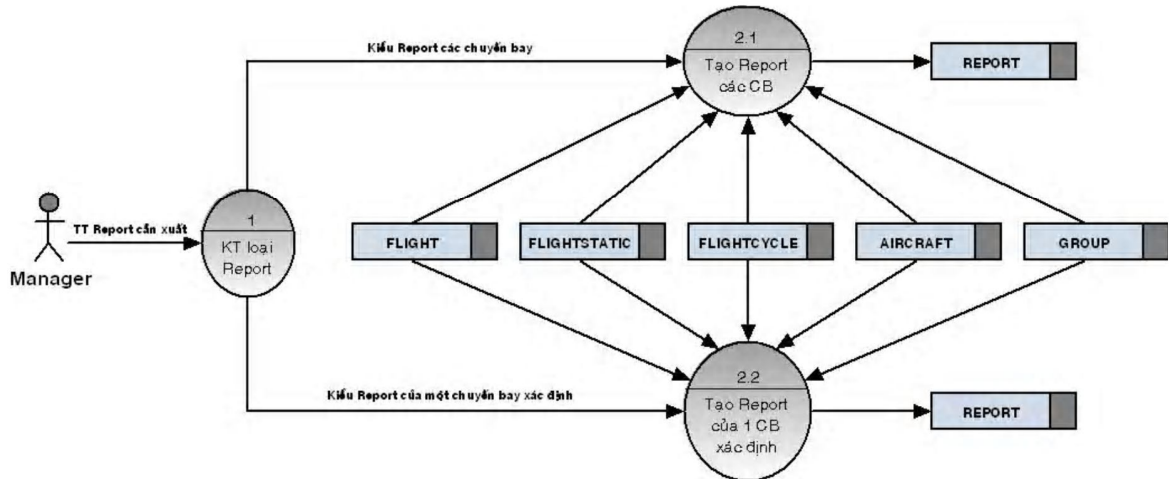 Kiểu Report các chuyến bay
2.1
Tạo Report
các CB
REPORT
Manager
TT Report cần xuất
1
KT loại
Report
FLIGHT
FLIGHTSTATIC
FLIGHTCYCLE
AIRCRAFT
GROUP
Kiểu Report của một chuyến bay xác định
2.2
Tạo Report
của 1 CB
xác định
REPORT